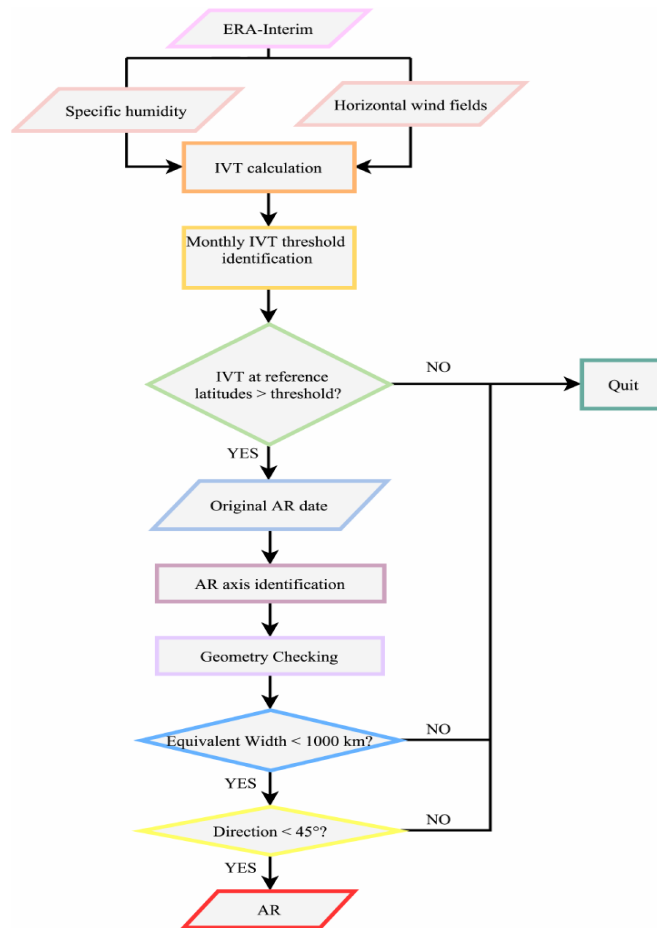 ERA-Interim
Specific humidity
Horizontal wind fields
IVT calculation
Monthly IVT threshold
identification
IVT at reference
latitudes > threshold?
NO
Quit
YES
Original AR date
AR axis identification
Geometry Checking
Equivalent Width < 1000 km?
NO
YES
Direction < 45°?
NO
YES
AR